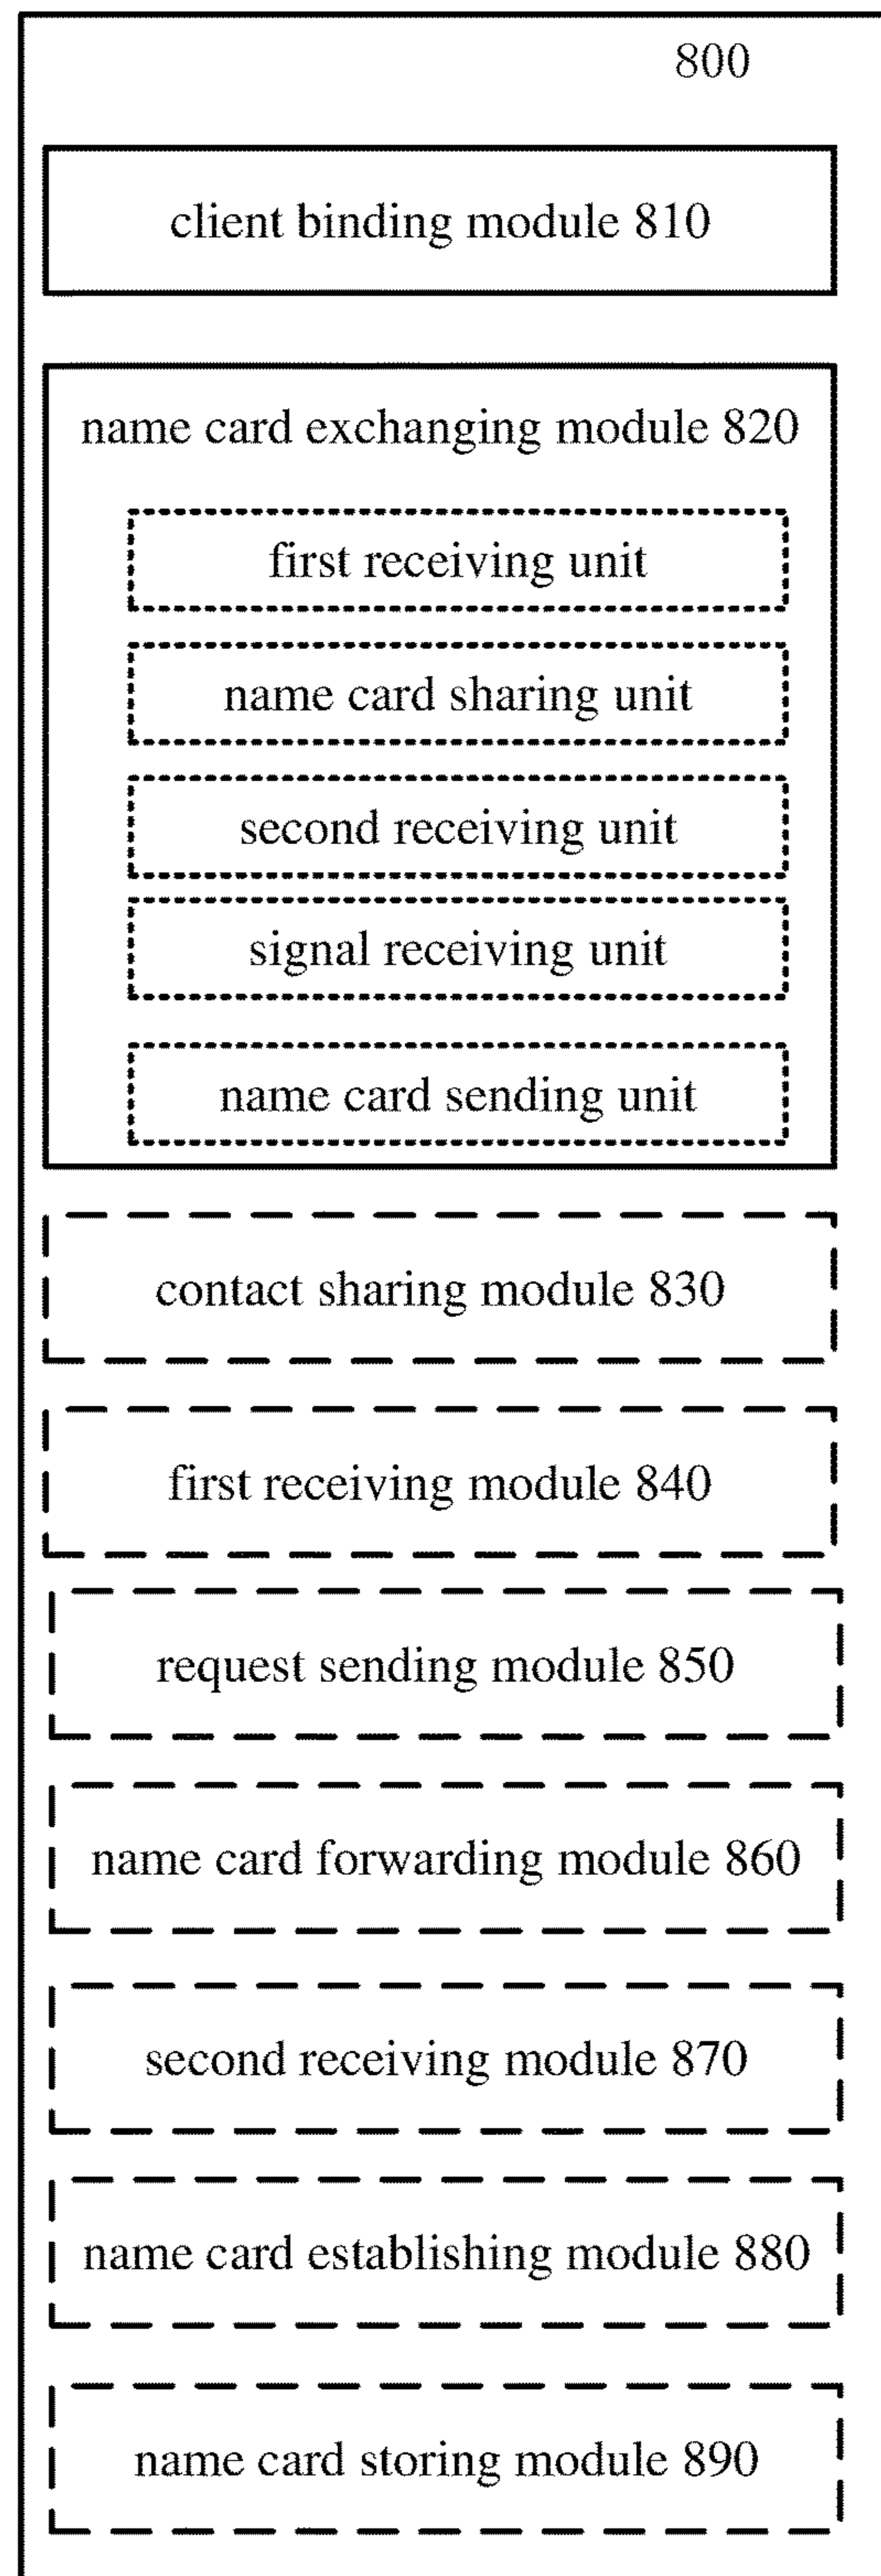 800
client binding module 810
name card exchanging module 820
first receiving unit
name card sharing unit
second receiving unit
signal receiving unit
name card sending unit
contact sharing module 830
first receiving module 840
request sending module 850
name card forwarding module 860
second receiving module 870
name card establishing module 880
name card storing module 890